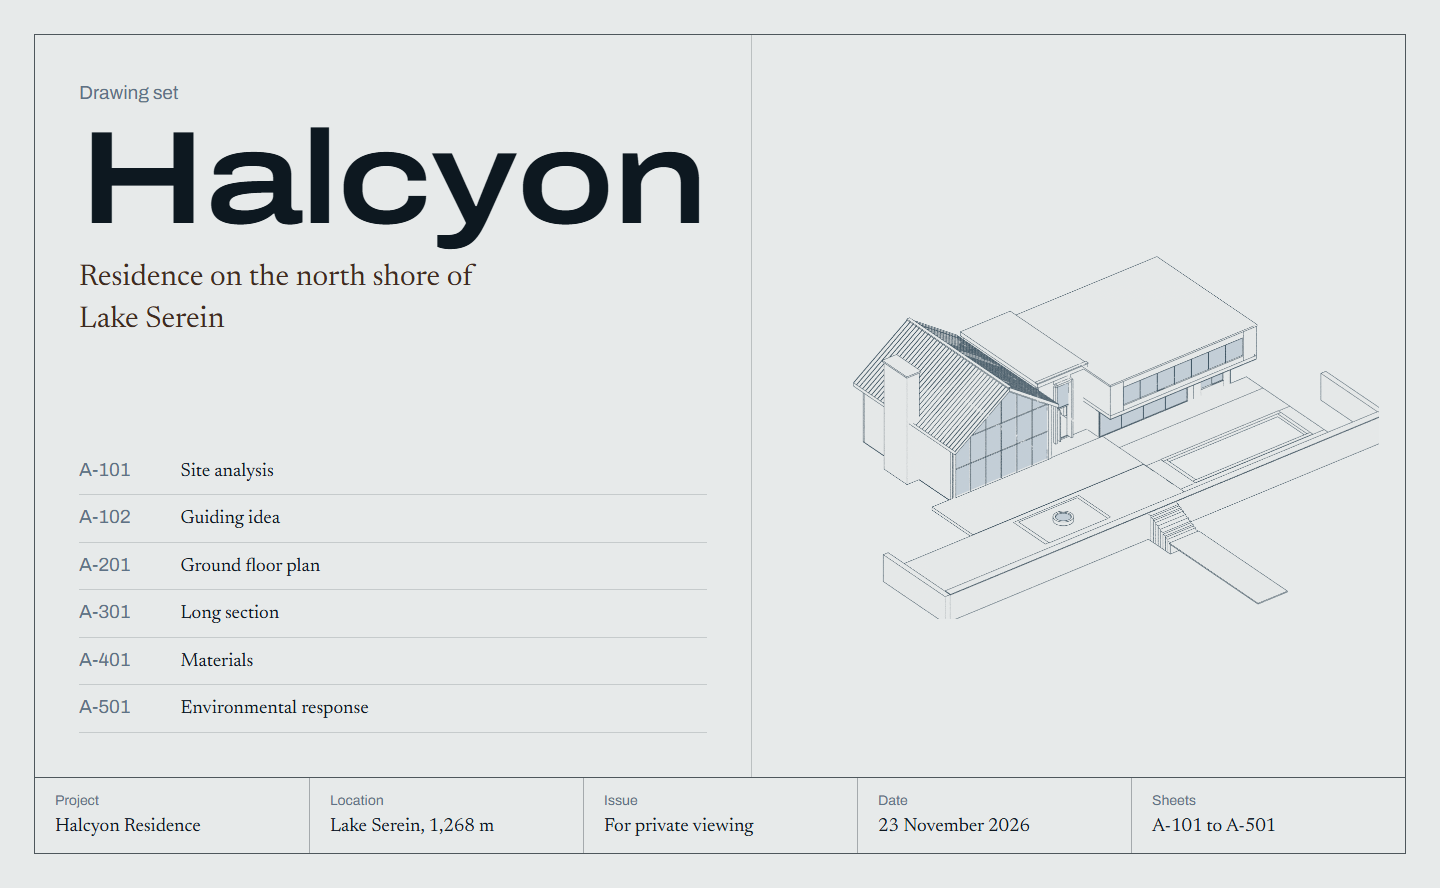 Drawing set
Halcyon
Residence on the north shore of
Lake Serein
A-101 Site analysis
A-102 Guiding idea
A-201 Ground floor plan
A-301 Long section
A-401 Materials
A-501 Environmental response
Project
Halcyon Residence
Location
Lake Serein, 1,268 m
Issue
For private viewing
Date
23 November 2026
Sheets
A-101 to A-501